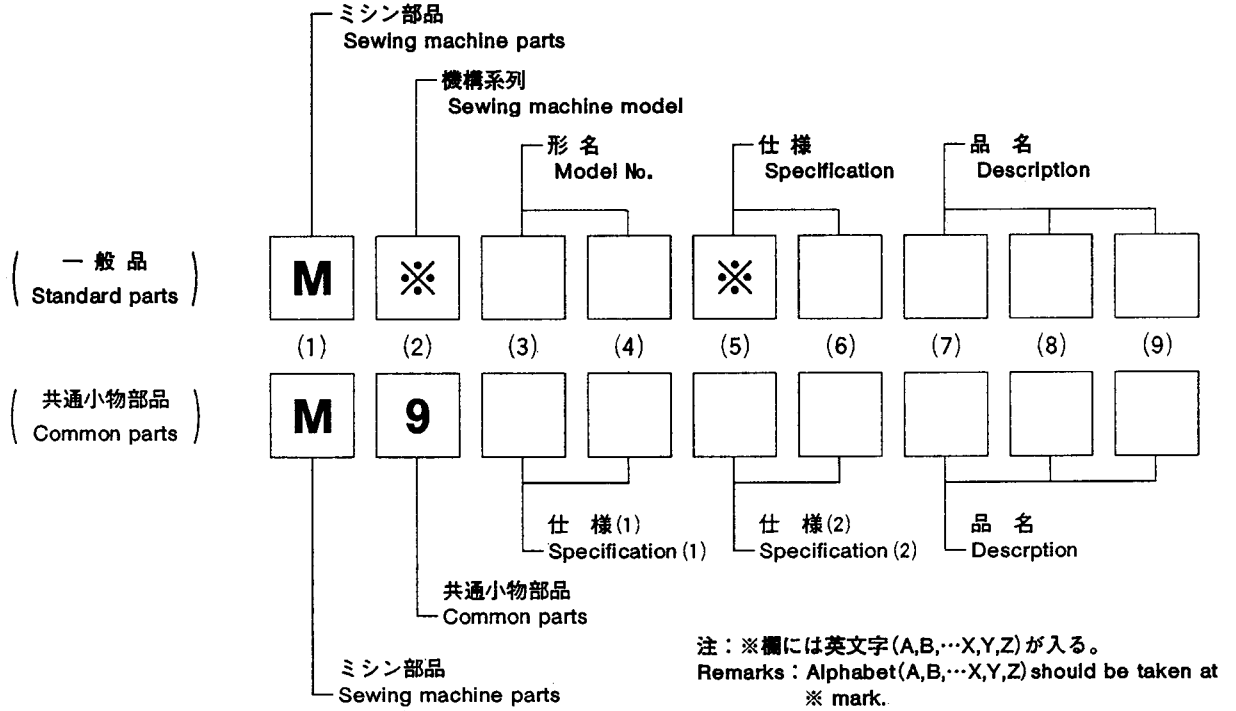 ミシン部品
Sewing machine parts
機構系列
Sewing machine model
形 名
Model No.
仕 様
Specification
品 名
Description
一 般 品
Standard parts
M ※ ※
(1) (2) (3) (4) (5) (6) (7) (8) (9)
共通小物部品
Common parts
M 9
仕 様(1)
Specification(1)
仕 様(2)
Specification(2)
品 名
Descrption
共通小物部品
Common parts
ミシン部品
Sewing machine parts
注:※欄には英文字(A,B,…X,Y,Z)が入る。
Remarks:Alphabet(A,B,…X,Y,Z)should be taken at
※ mark.